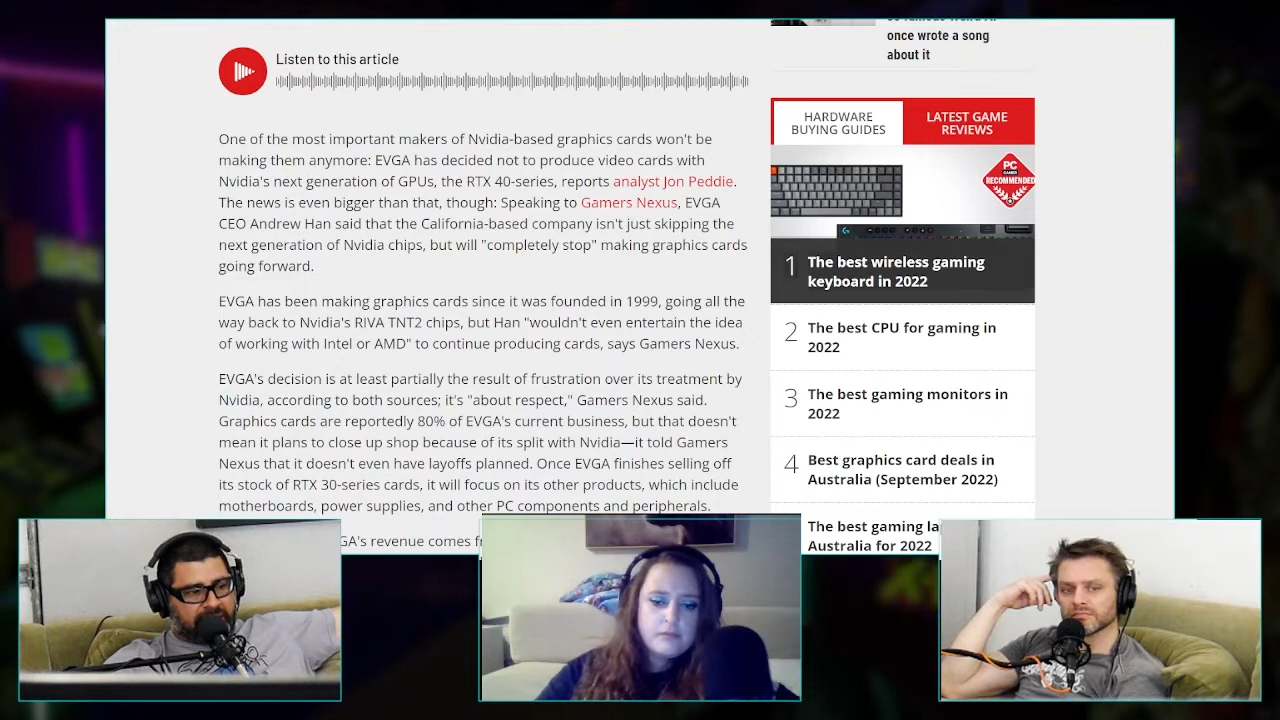 Listen to this article
One of the most important makers of Nvidia-based graphics cards won't be
making them anymore: EVGA has decided not to produce video cards with
Nvidia's next generation of GPUs, the RTX 40-series, reports analyst Jon Peddie.
The news is even bigger than that, though: Speaking to Gamers Nexus, EVGA
CEO Andrew Han said that the California-based company isn't just skipping the
next generation of Nvidia chips, but will "completely stop" making graphics cards
going forward.
EVGA has been making graphics cards since it was founded in 1999, going all the
way back to Nvidia's RIVA TNT2 chips, but Han "wouldn't even entertain the idea
of working with Intel or AMD" to continue producing cards, says Gamers Nexus.
EVGA's decision is at least partially the result of frustration over its treatment by
Nvidia, according to both sources; it's "about respect," Gamers Nexus said.
Graphics cards are reportedly 80% of EVGA's current business, but that doesn't
mean it plans to close up shop because of its split with Nvidia—it told Gamers
Nexus that it doesn't even have layoffs planned. Once EVGA finishes selling off
its stock of RTX 30-series cards, it will focus on its other products, which include
motherboards, power supplies, and other PC components and peripherals.
GA's revenue comes
once wrote a song
about it
HARDWARE
BUYING GUIDES
LATEST GAME
REVIEWS
PC
GAMER
RECOMMENDED
1 The best wireless gaming
keyboard in 2022
2 The best CPU for gaming in
2022
3 The best gaming monitors in
2022
4 Best graphics card deals in
Australia (September 2022)
The best gaming la
Australia for 2022